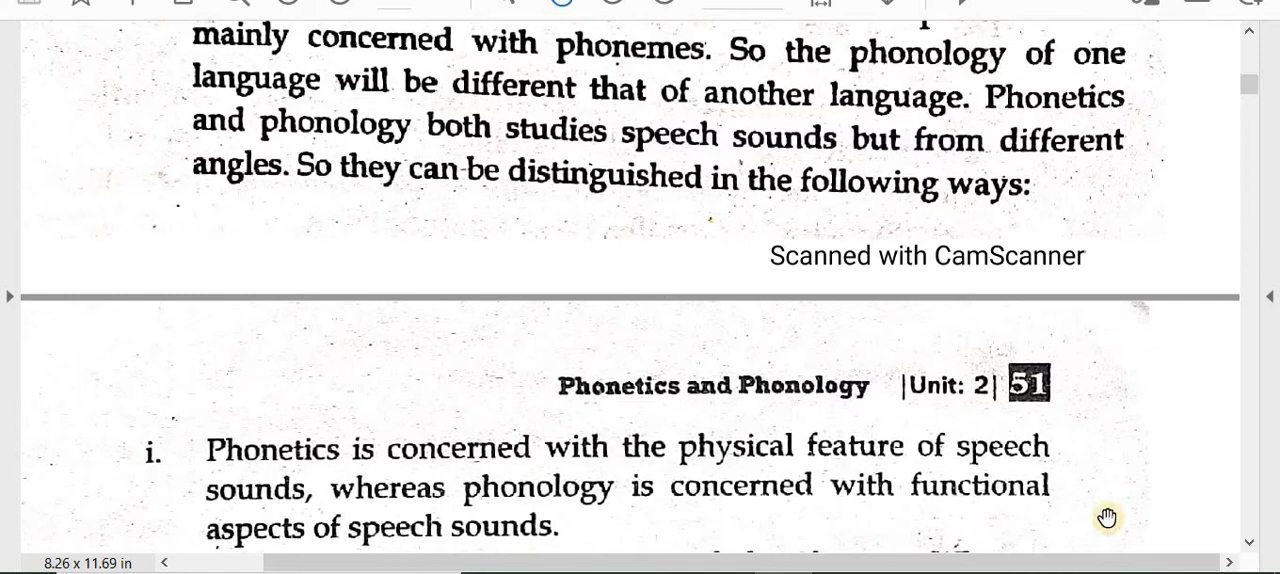 mainly concerned with phonemes. So the phonology of one
language will be different that of another language. Phonetics
and phonology both studies speech sounds but from different
angles. So they can be distinguished in the following ways:
Scanned with CamScanner
Phonetics and Phonology |Unit: 2| 51
i. Phonetics is concerned with the physical feature of speech
sounds, whereas phonology is concerned with functional
aspects of speech sounds.
8.26 x 11.69 in